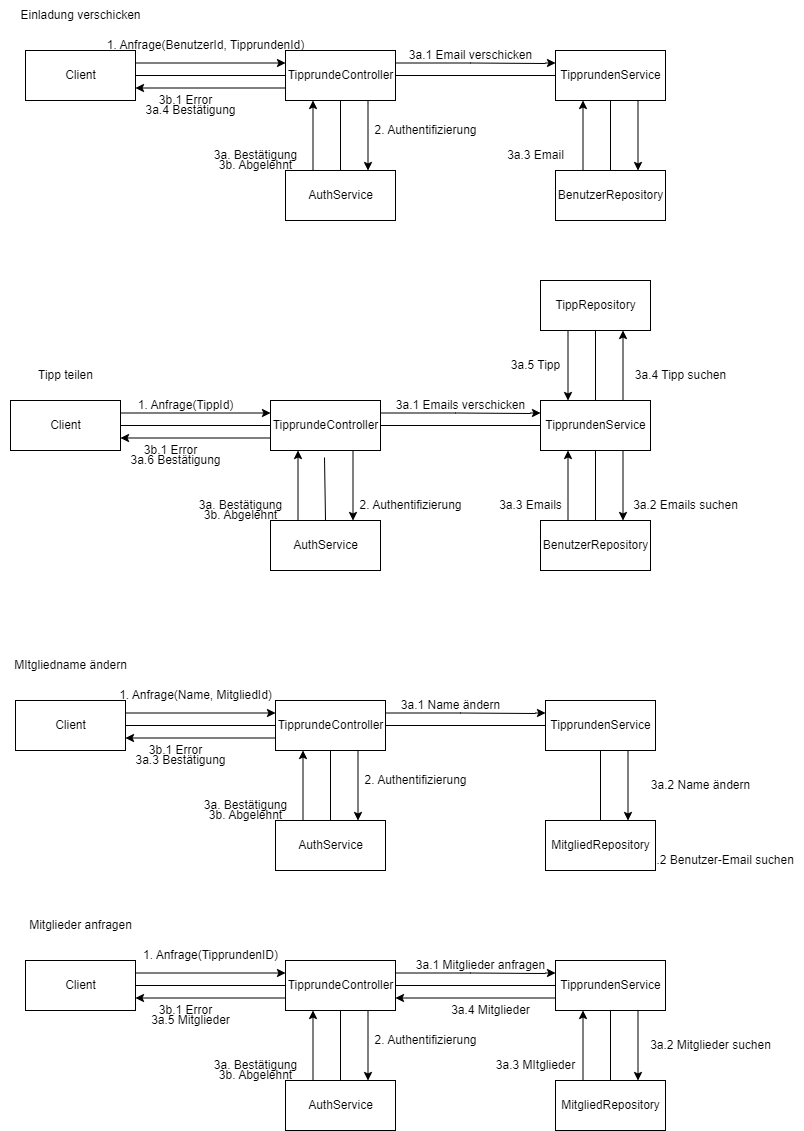 Einladung verschicken
1. Anfrage(BenutzerId, TipprundenId)
3a.1 Email verschicken
Client
TipprundeController
TipprundenService
3b.1 Error
3a.4 Bestätigung
2. Authentifizierung
3a. Bestätigung
3b. Abgelehnt
3a.3 Email
AuthService
BenutzerRepository
TippRepository
3a.5 Tipp
3a.4 Tipp suchen
Tipp teilen
1. Anfrage(TippId)
3a.1 Emails verschicken
Client
TipprundeController
TipprundenService
3b.1 Error
3a.6 Bestätigung
3a. Bestätigung
3b. Abgelehnt
2. Authentifizierung
3a.3 Emails
3a.2 Emails suchen
AuthService
BenutzerRepository
MItgliedname ändern
1. Anfrage(Name, MitgliedId)
3a.1 Name ändern
Client
TipprundeController
TipprundenService
3b.1 Error
3a.3 Bestätigung
2. Authentifizierung
3a.2 Name ändern
3a. Bestätigung
3b. Abgelehnt
AuthService
MitgliedRepository
.2 Benutzer-Email suchen
Mitglieder anfragen
1. Anfrage(TipprundenID)
3a.1 Mitglieder anfragen
Client
TipprundeController
TipprundenService
3b.1 Error
3a.5 Mitglieder
3a.4 Mitglieder
2. Authentifizierung
3a.2 Mitglieder suchen
3a. Bestätigung
3b. Abgelehnt
3a.3 MItglieder
AuthService
MitgliedRepository